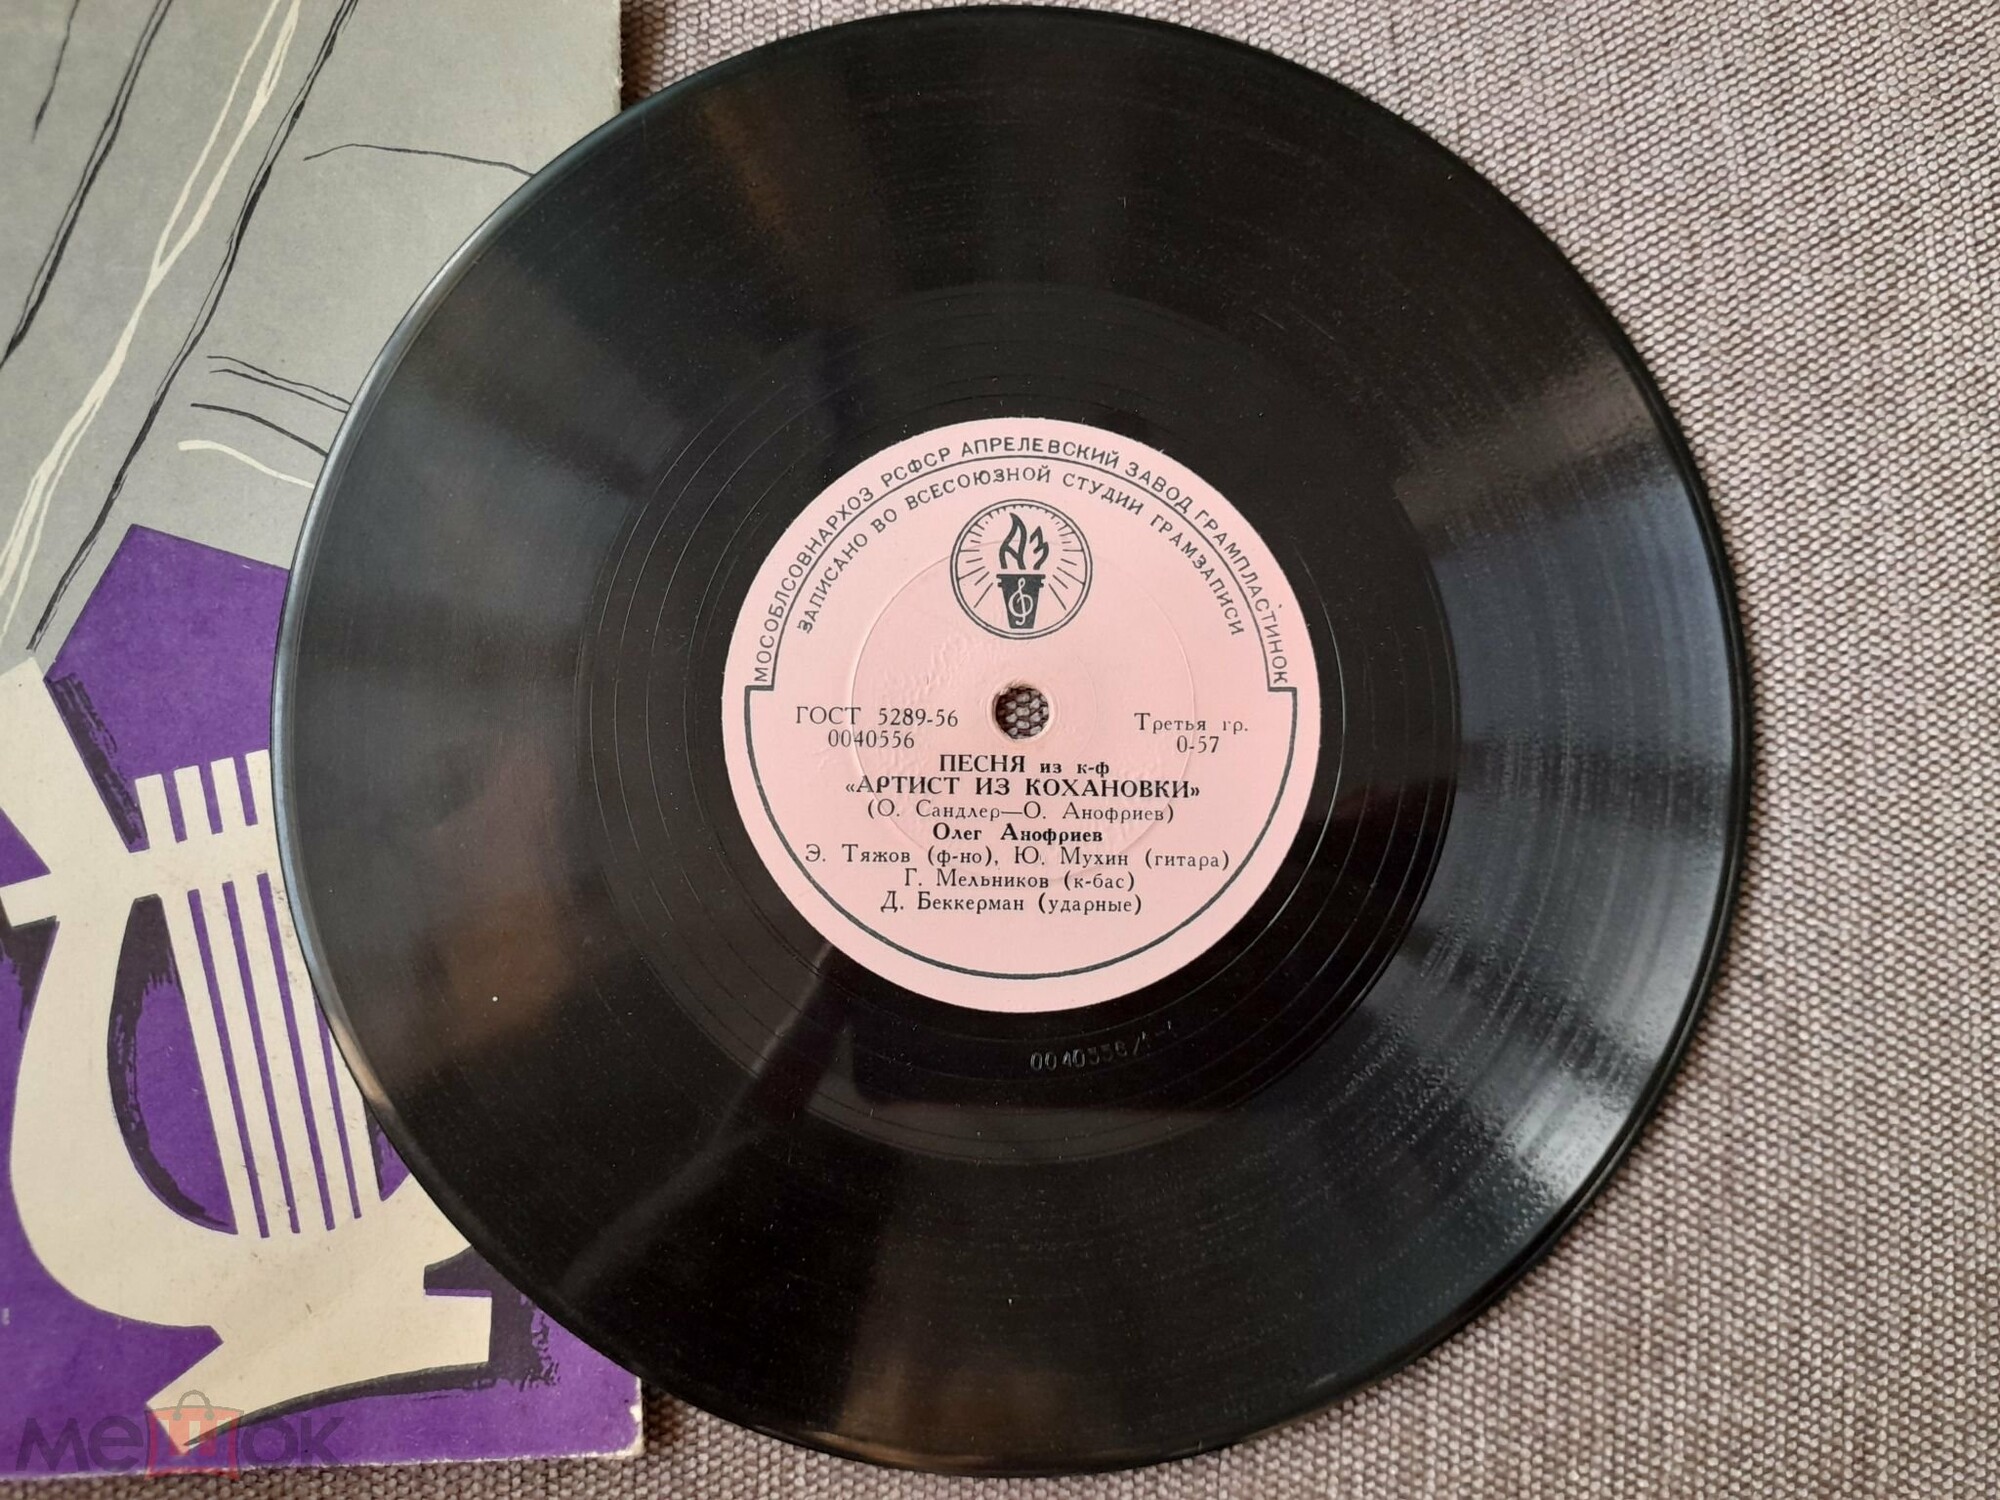 МОСОБЛСОВНАРХОЗ РСФСР АПРЕЛЕВСКИЙ ЗАВОД ГРАМПЛАСТИНОК
ЗАПИСАНО ВО ВСЕСОЮЗНОЙ СТУДИИ ГРАМЗАПИСИ
АЗ
ГОСТ 5289-56 Третья гр.
0040556 0-57
ПЕСНЯ из к-ф
«АРТИСТ ИЗ КОХАНОВКИ»
(О. Сандлер—О. Анофриев)
Олег Анофриев
Э. Тяжов (ф-но), Ю. Мухин (гитара)
Г. Мельников (к-бас)
Д. Беккерман (ударные)
мешок